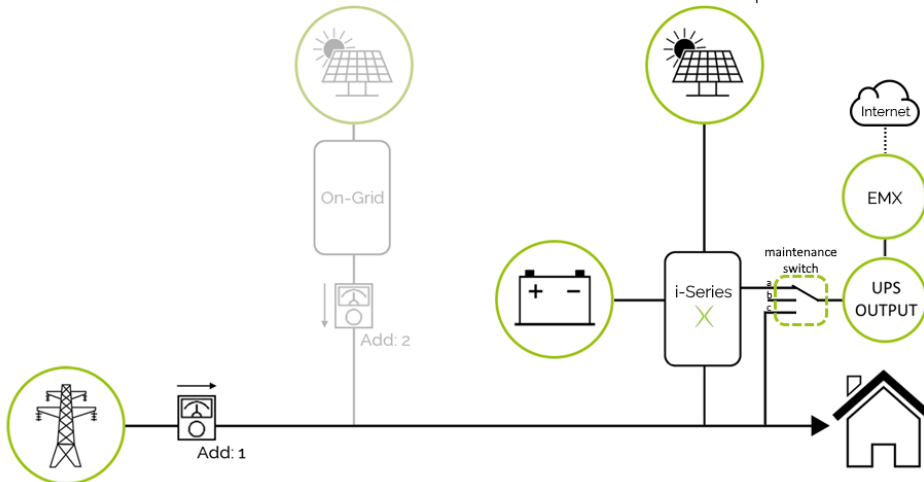 Internet
On-Grid
EMX
maintenance
switch
i-Series
X
a
b
c
UPS
OUTPUT
+ −
Add: 2
Add: 1